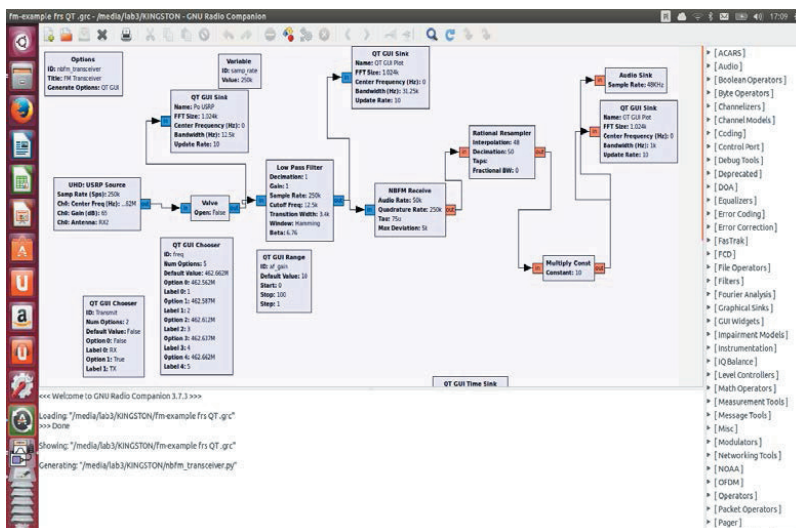 fm-example frs QT .grc - /media/lab3/KINGSTON - GNU Radio Companion
17:09
Options
ID: nbfm_transceiver
Title: FM Transceiver
Generate Options: QT GUI
Variable
ID: samp_rate
Value: 250k
QT GUI Sink
Name: Po USRP
FFT Size: 1.024k
Center Frequency (Hz): 0
Bandwidth (Hz): 12.5k
Update Rate: 10
QT GUI Sink
Name: QT GUI Plot
FFT Size: 1.024k
Center Frequency (Hz): 0
Bandwidth (Hz): 31.25k
Update Rate: 10
Audio Sink
Sample Rate: 48KHz
QT GUI Sink
Name: QT GUI Plot
FFT Size: 1.024k
Center Frequency (Hz): 0
Bandwidth (Hz): 1k
Update Rate: 10
Rational Resampler
Interpolation: 48
Decimation: 50
Taps:
Fractional BW: 0
UHD: USRP Source
Samp Rate (Sps): 250k
Ch0: Center Freq (Hz): ...62M
Ch0: Gain (dB): 65
Ch0: Antenna: RX2
out
in
Valve
Open: False
out
in
Low Pass Filter
Decimation: 1
Gain: 1
Sample Rate: 250k
Cutoff Freq: 12.5k
Transition Width: 3.4k
Window: Hamming
Beta: 6.76
out
in
NBFM Receive
Audio Rate: 50k
Quadrature Rate: 250k
Tau: 75u
Max Deviation: 5k
out
in
Multiply Const
Constant: 10
out
QT GUI Chooser
ID: freq
Num Options: 5
Default Value: 462.662M
Option 0: 462.562M
Label 0: 1
Option 1: 462.587M
Label 1: 2
Option 2: 462.612M
Label 2: 3
Option 3: 462.637M
Label 3: 4
Option 4: 462.662M
Label 4: 5
QT GUI Range
ID: af_gain
Default Value: 10
Start: 0
Stop: 100
Step: 1
QT GUI Chooser
ID: Transmit
Num Options: 2
Default Value: False
Option 0: False
Label 0: RX
Option 1: True
Label 1: TX
QT GUI Time Sink
<<< Welcome to GNU Radio Companion 3.7.3 >>>
Loading: "/media/lab3/KINGSTON/fm-example frs QT .grc"
>>> Done
Showing: "/media/lab3/KINGSTON/fm-example frs QT .grc"
Generating: "/media/lab3/KINGSTON/nbfm_transceiver.py"
[ ACARS ]
[ Audio ]
[ Boolean Operators ]
[ Byte Operators ]
[ Channelizers ]
[ Channel Models ]
[ Coding ]
[ Control Port ]
[ Debug Tools ]
[ Deprecated ]
[ DOA ]
[ Equalizers ]
[ Error Coding ]
[ Error Correction ]
[ FasTrak ]
[ FCD ]
[ File Operators ]
[ Filters ]
[ Fourier Analysis ]
[ Graphical Sinks ]
[ GUI Widgets ]
[ Impairment Models ]
[ Instrumentation ]
[ IQ Balance ]
[ Level Controllers ]
[ Math Operators ]
[ Measurement Tools ]
[ Message Tools ]
[ Misc ]
[ Modulators ]
[ Networking Tools ]
[ NOAA ]
[ OFDM ]
[ Operators ]
[ Packet Operators ]
[ Pager ]